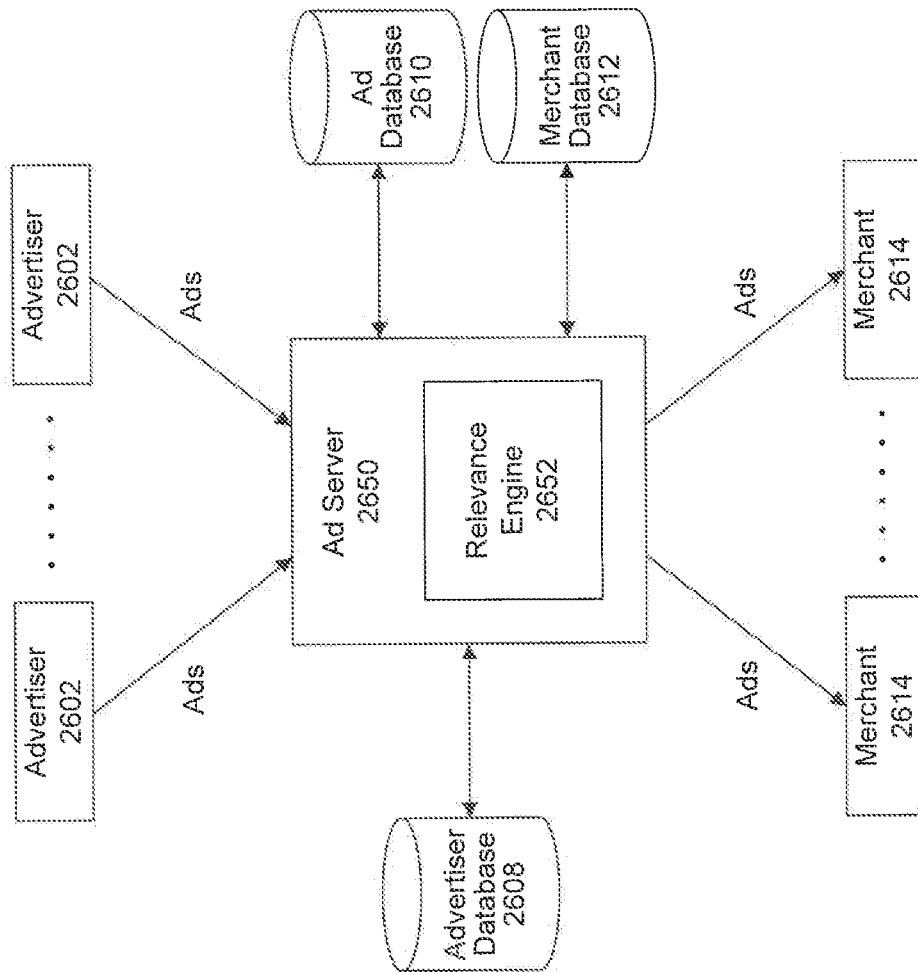 Advertiser
2602
Advertiser
2602
Ads
Ads
Advertiser
Database
2608
Ad Server
2650
Relevance
Engine
2652
Ad
Database
2610
Merchant
Database
2612
Ads
Ads
Merchant
2614
Merchant
2614